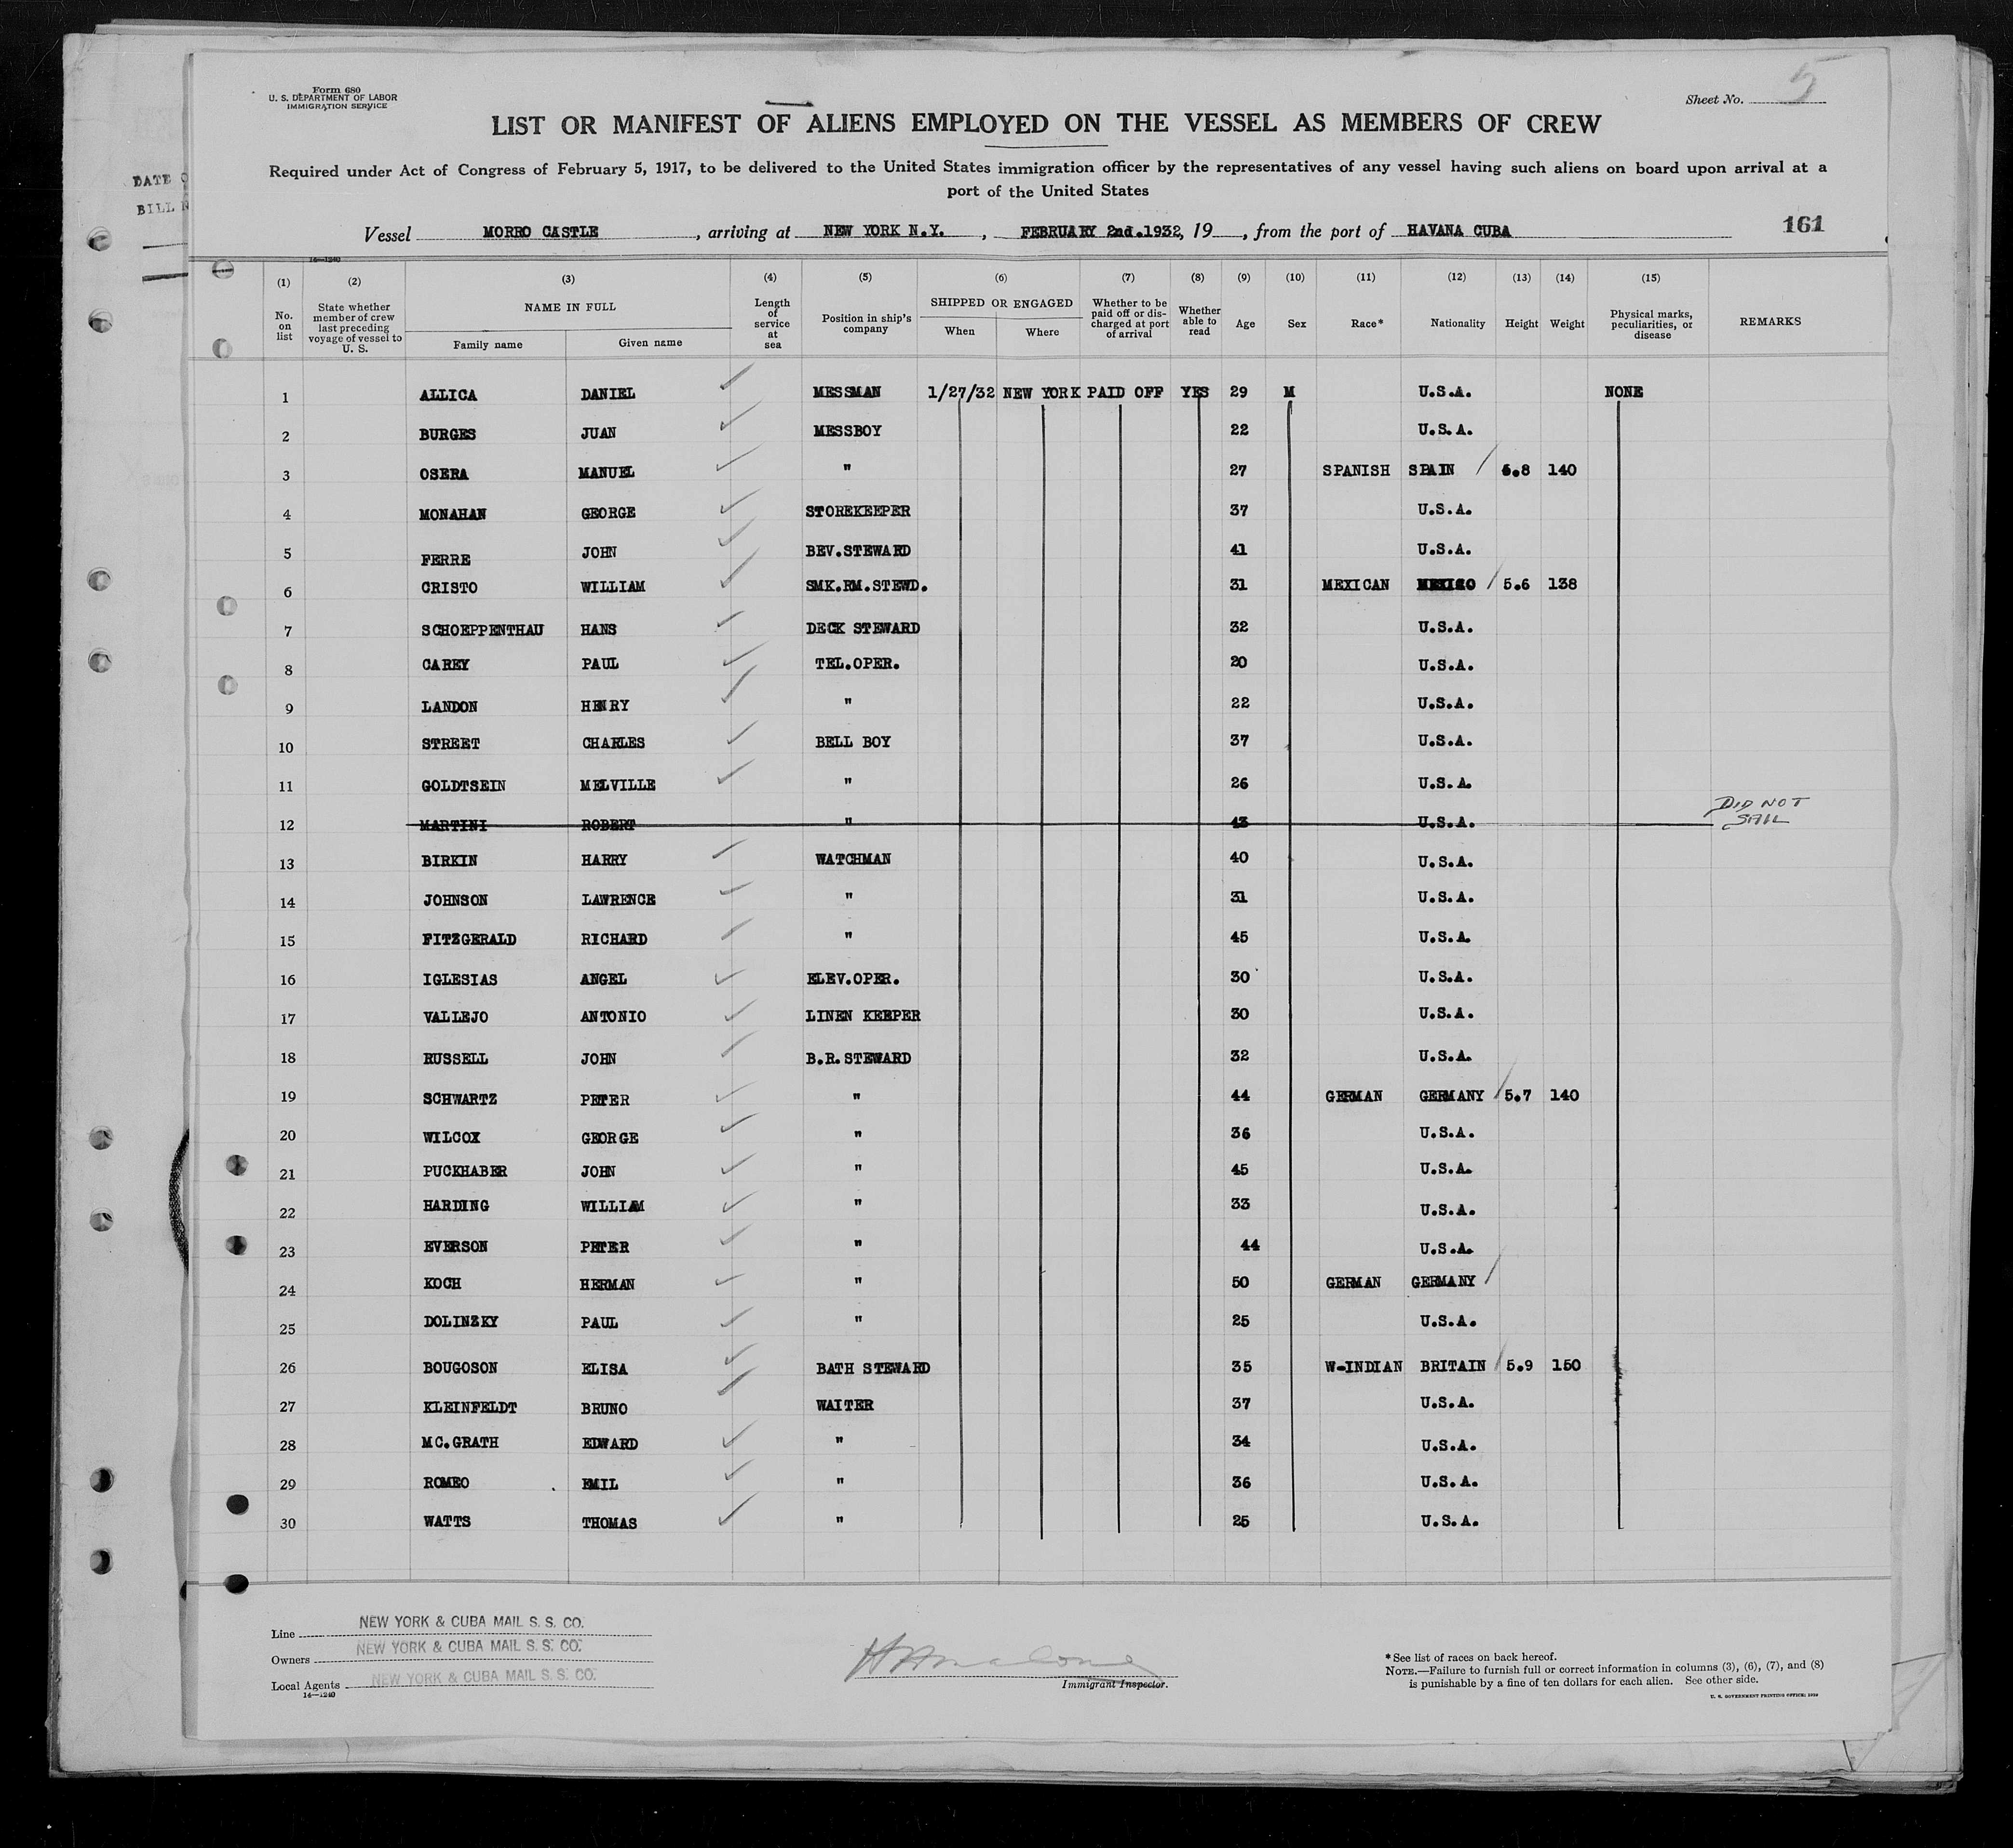 Form 680
U. S. DEPARTMENT OF LABOR
IMMIGRATION SERVICE
Sheet No. 5
LIST OR MANIFEST OF ALIENS EMPLOYED ON THE VESSEL AS MEMBERS OF CREW
Required under Act of Congress of February 5, 1917, to be delivered to the United States immigration officer by the representatives of any vessel having such aliens on board upon arrival at a
port of the United States
DATE
BILL
Vessel MORRO CASTLE, arriving at NEW YORK N.Y., FEBRUARY 2nd.1932, 19 , from the port of HAVANA CUBA
161
16—1240
(1) (2) (3) (4) (5) (6) (7) (8) (9) (10) (11) (12) (13) (14) (15)
No. on list State whether member of crew last preceding voyage of vessel to U. S. NAME IN FULL Family name Given name Length of service at sea Position in ship's company SHIPPED OR ENGAGED When Where Whether to be paid off or discharged at port of arrival Whether able to read Age Sex Race* Nationality Height Weight Physical marks, peculiarities, or disease REMARKS
1 ALLICA DANIEL MESSMAN 1/27/32 NEW YORK PAID OFF YES 29 M U.S.A. NONE
2 BURGES JUAN MESSBOY 22 U.S.A.
3 OSERA MANUEL " 27 SPANISH SPAIN 5.8 140
4 MONAHAN GEORGE STOREKEEPER 37 U.S.A.
5 FERRE JOHN BEV.STEWARD 41 U.S.A.
6 CRISTO WILLIAM SMK.RM.STEWD. 31 MEXICAN MEXICO 5.6 138
7 SCHOEPPENTHAU HANS DECK STEWARD 32 U.S.A.
8 CAREY PAUL TEL.OPER. 20 U.S.A.
9 LANDON HENRY " 22 U.S.A.
10 STREET CHARLES BELL BOY 37 U.S.A.
11 GOLDTSEIN MELVILLE " 26 U.S.A.
12 MARTINI ROBERT " 43 U.S.A. DID NOT SAIL
13 BIRKIN HARRY WATCHMAN 40 U.S.A.
14 JOHNSON LAWRENCE " 31 U.S.A.
15 FITZGERALD RICHARD " 45 U.S.A.
16 IGLESIAS ANGEL ELEV.OPER. 30 U.S.A.
17 VALLEJO ANTONIO LINEN KEEPER 30 U.S.A.
18 RUSSELL JOHN B.R.STEWARD 32 U.S.A.
19 SCHWARTZ PETER " 44 GERMAN GERMANY 5.7 140
20 WILCOX GEORGE " 36 U.S.A.
21 PUCKHABER JOHN " 45 U.S.A.
22 HARDING WILLIAM " 33 U.S.A.
23 EVERSON PETER " 44 U.S.A.
24 KOCH HERMAN " 50 GERMAN GERMANY
25 DOLINZKY PAUL " 25 U.S.A.
26 BOUGOSON ELISA BATH STEWARD 35 W-INDIAN BRITAIN 5.9 150
27 KLEINFELDT BRUNO WAITER 37 U.S.A.
28 MC.GRATH EDWARD " 34 U.S.A.
29 ROMEO EMIL " 36 U.S.A.
30 WATTS THOMAS " 25 U.S.A.
Line NEW YORK & CUBA MAIL S. S. CO.
Owners NEW YORK & CUBA MAIL S. S. CO.
Local Agents NEW YORK & CUBA MAIL S. S. CO.
16—1240
Immigrant Inspector.
* See list of races on back hereof.
NOTE.—Failure to furnish full or correct information in columns (3), (6), (7), and (8)
is punishable by a fine of ten dollars for each alien. See other side.